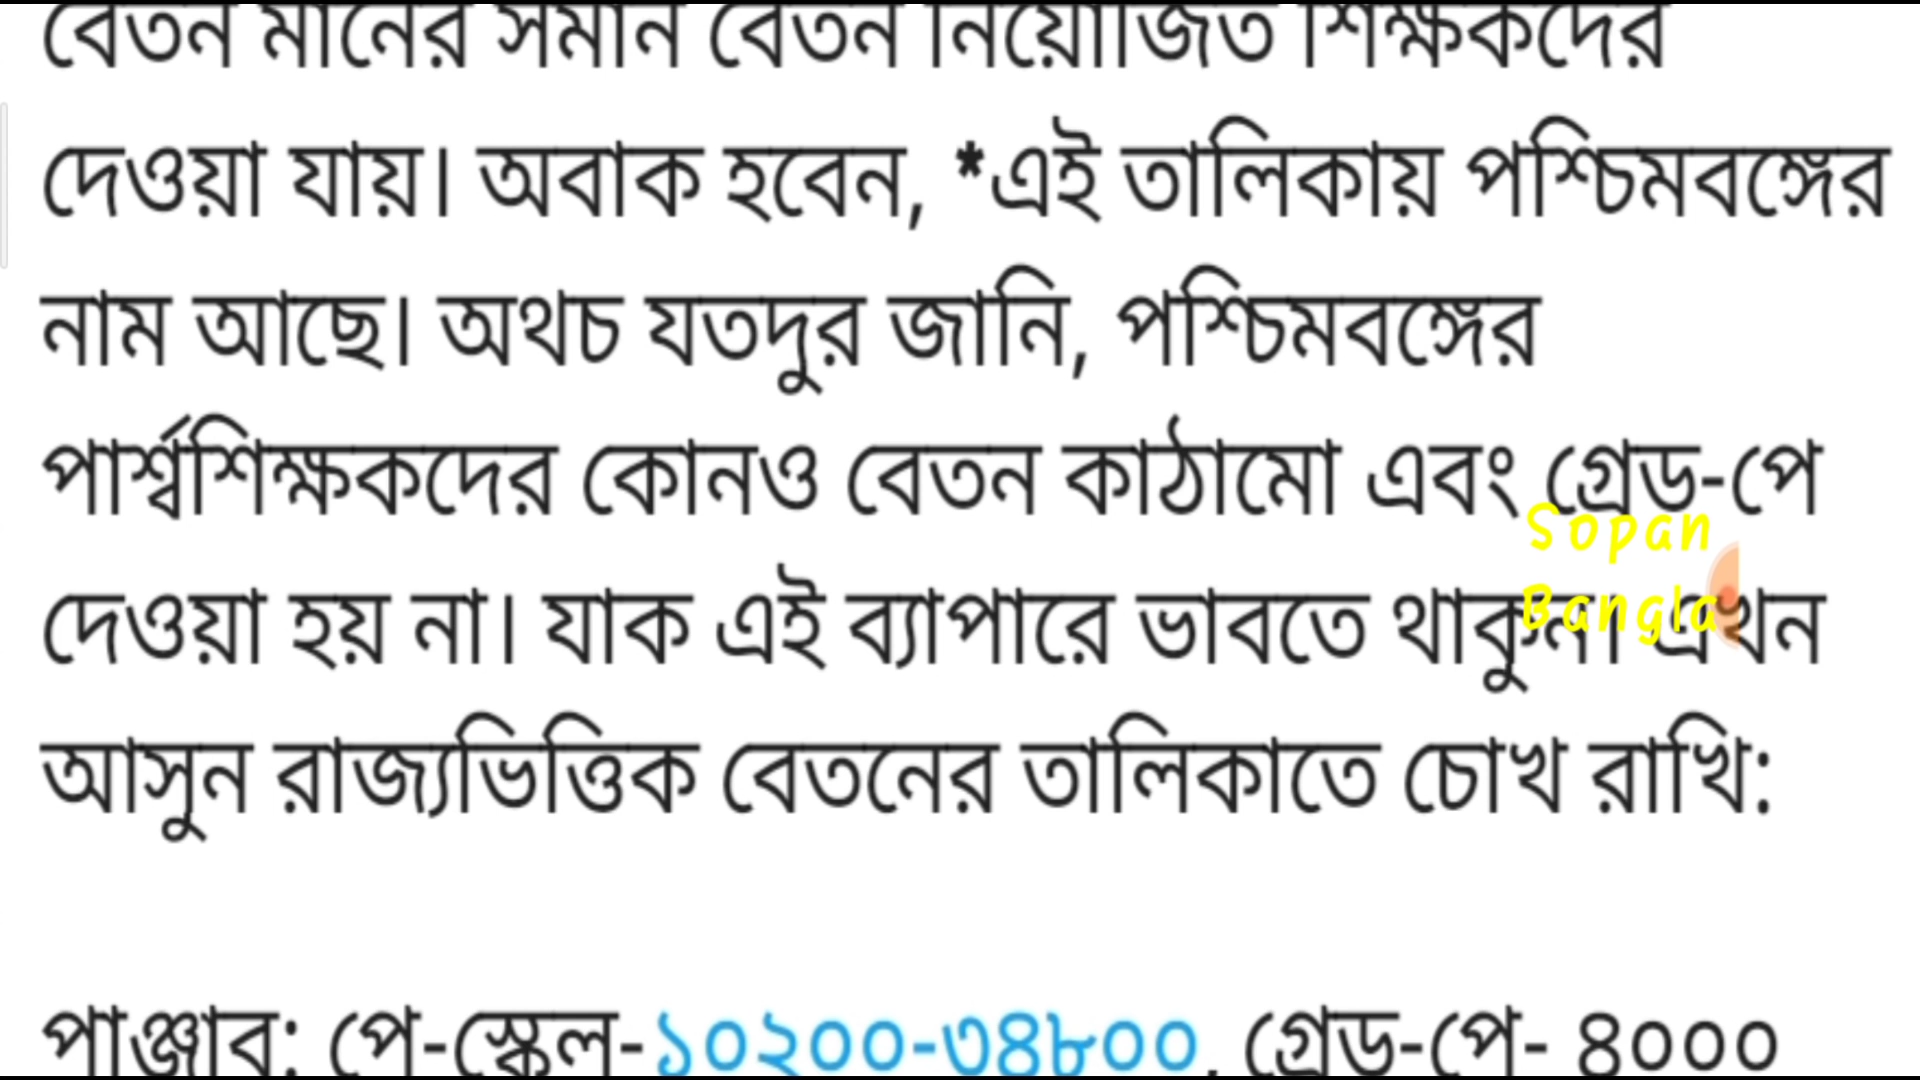 বেতন মানের সমান বেতন নিয়োজিত শিক্ষকদের
দেওয়া যায়। অবাক হবেন, *এই তালিকায় পশ্চিমবঙ্গের
নাম আছে। অথচ যতদুর জানি, পশ্চিমবঙ্গের
পার্শ্বশিক্ষকদের কোনও বেতন কাঠামো এবং গ্রেড-পে
দেওয়া হয় না। যাক এই ব্যাপারে ভাবতে থাকুন। এখন
আসুন রাজ্যভিত্তিক বেতনের তালিকাতে চোখ রাখি:
পাঞ্জাব: পে-স্কেল-১০২০০-৩৪৮০০, গ্রেড-পে- ৪০০০
Sopan
Bangla